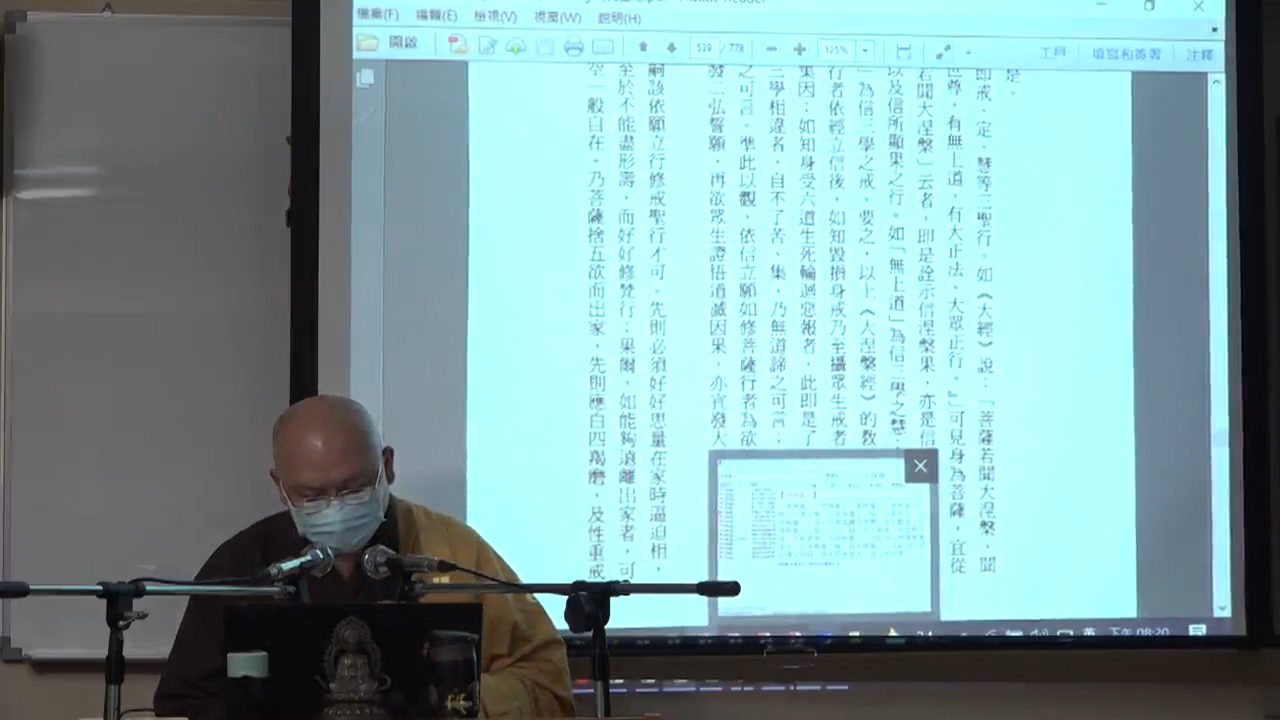 檔案(F) 編輯(E) 檢視(V) 視窗(W) 說明(H)
開啟 539 / 778 125% 工具 填寫和簽署 注釋
是。
即戒、定、慧等三聖行。如《大經》說：「菩薩若聞大涅槃，聞
世尊，有無上道，有大正法、大眾正行。』可見身為菩薩，宜從
若聞大涅槃」云者，即是詮示信涅槃果，亦是信
以及信所顯果之行。如「無上道」為信三學之慧，
」為信三學之戒。要之，以上《大涅槃經》的教
行者依經立信後，如知毀損身戒乃至攝眾生戒者
集因；如知身受六道生死輪迴惡報者，此即是了
三學相違者，自不了苦、集，乃無道諦之可言；
之可言。準此以觀，依信立願如修菩薩行者為欲
發二弘誓願，再欲眾生證悟道滅因果，亦宜發大
嗣該依願立行修戒聖行才可。先則必須好好思量在家時逼迫相，
至於不能盡形壽，而好好修梵行；果爾，如能夠遠離出家者，可
空一般自在。乃菩薩捨五欲而出家，先則應白四羯磨，及性重戒
英 下午 08:20